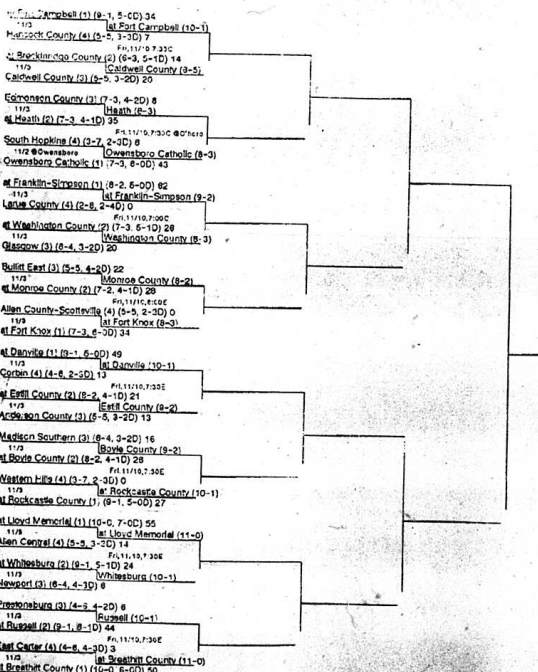 at Fort Campbell (1) (9-1, 5-0D) 34
11/3
at Fort Campbell (10-1)
Hancock County (4) (5-5, 3-3D) 7
Fri,11/10,7:30C
at Breckinridge County (2) (6-3, 5-1D) 14
11/3
Caldwell County (6-5)
Caldwell County (3) (5-5, 3-2D) 20
Edmonson County (3) (7-3, 4-2D) 8
11/3
Heath (8-3)
at Heath (2) (7-3, 4-1D) 35
Fri,11/10,7:30C @O'boro
South Hopkins (4) (3-7, 2-3D) 6
11/2 @Owensboro
Owensboro Catholic (8-3)
Owensboro Catholic (1) (7-3, 6-0D) 43
at Franklin-Simpson (1) (8-2, 5-0D) 62
11/3
at Franklin-Simpson (9-2)
Larue County (4) (2-8, 2-4D) 0
Fri,11/10,7:00C
at Washington County (2) (7-3, 5-1D) 26
11/3
Washington County (8-3)
Glasgow (3) (6-4, 3-2D) 20
Bullitt East (3) (5-5, 4-2D) 22
11/3
Monroe County (8-2)
at Monroe County (2) (7-2, 4-1D) 28
Fri,11/10,8:00E
Allen County-Scottsville (4) (5-5, 2-3D) 0
11/3
at Fort Knox (8-3)
at Fort Knox (1) (7-3, 6-0D) 34
at Danville (1) (9-1, 5-0D) 49
11/3
at Danville (10-1)
Corbin (4) (4-6, 2-3D) 13
Fri,11/10,7:30E
at Estill County (2) (8-2, 4-1D) 21
11/3
Estill County (9-2)
Anderson County (3) (5-5, 3-2D) 13
Madison Southern (3) (6-4, 3-2D) 16
11/3
Boyle County (9-2)
at Boyle County (2) (8-2, 4-1D) 28
Fri,11/10,7:30E
Western Hills (4) (3-7, 2-3D) 0
11/3
at Rockcastle County (10-1)
at Rockcastle County (1) (9-1, 5-0D) 27
at Lloyd Memorial (1) (10-0, 7-0D) 55
11/3
at Lloyd Memorial (11-0)
Allen Central (4) (5-5, 3-3D) 14
Fri,11/10,7:30E
at Whitesburg (2) (9-1, 5-1D) 24
11/3
Whitesburg (10-1)
Newport (3) (6-4, 4-3D) 6
Prestonsburg (3) (4-6, 4-2D) 6
11/3
Russell (10-1)
at Russell (2) (9-1, 6-1D) 44
Fri,11/10,7:30E
East Carter (4) (4-6, 4-3D) 3
11/3
at Breathitt County (11-0)
at Breathitt County (1) (10-0, 6-0D) 50